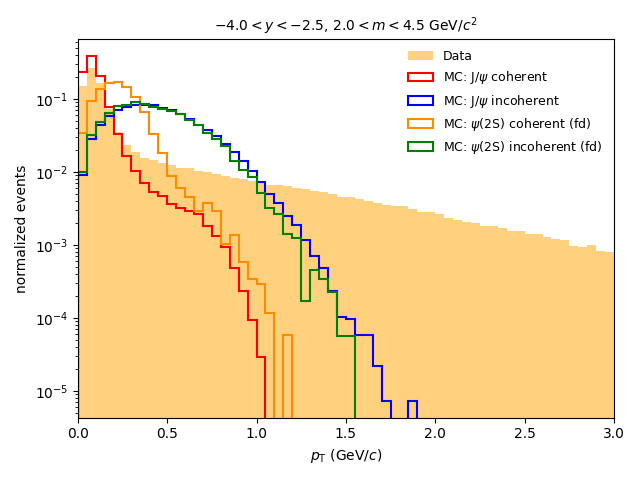 −4.0 < y < −2.5, 2.0 < m < 4.5 GeV/c²
Data
MC: J/ψ coherent
MC: J/ψ incoherent
MC: ψ(2S) coherent (fd)
MC: ψ(2S) incoherent (fd)
normalized events
10⁻¹
10⁻²
10⁻³
10⁻⁴
10⁻⁵
0.0 0.5 1.0 1.5 2.0 2.5 3.0
p_T (GeV/c)